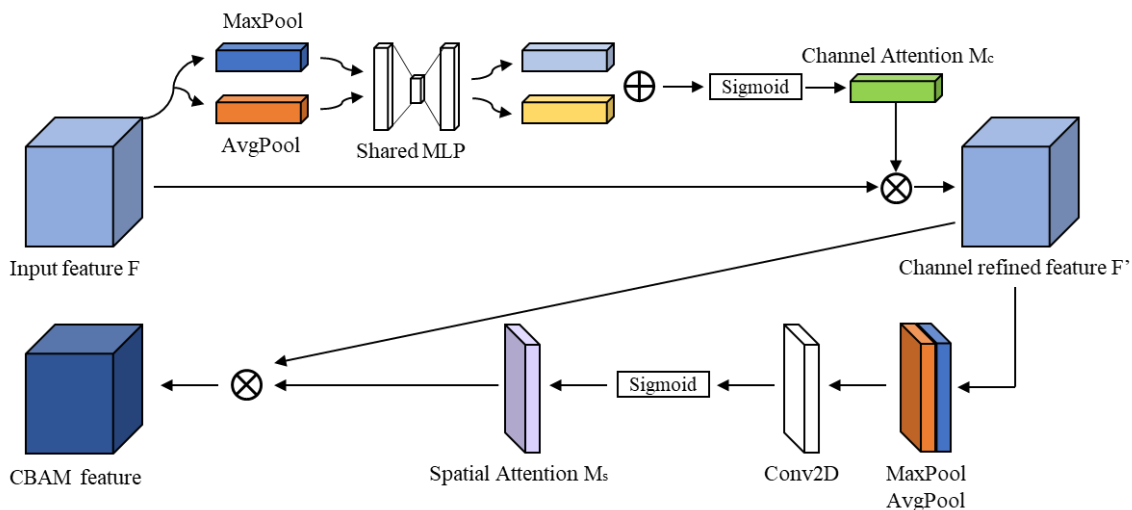 MaxPool
Channel Attention Mc
Sigmoid
AvgPool
Shared MLP
Input feature F
Channel refined feature F’
Sigmoid
CBAM feature
Spatial Attention Ms
Conv2D
MaxPool
AvgPool